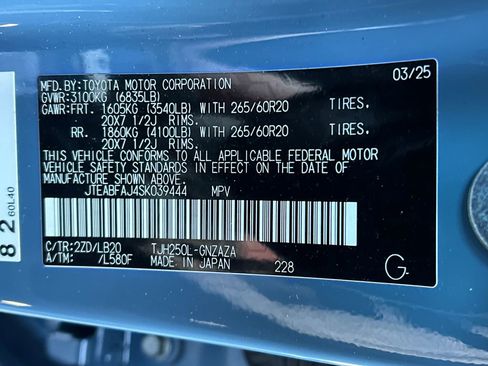 03/25
MFD.BY:TOYOTA MOTOR CORPORATION
GVWR:3100KG (6835LB)
GAWR:FRT. 1605KG (3540LB) WITH 265/60R20 TIRES.
20X7 1/2J RIMS.
RR. 1860KG (4100LB) WITH 265/60R20 TIRES.
20X7 1/2J RIMS.
THIS VEHICLE CONFORMS TO ALL APPLICABLE FEDERAL MOTOR
VEHICLE SAFETY STANDARDS IN EFFECT ON THE DATE OF
MANUFACTURE SHOWN ABOVE.
JTEABFAJ4SK039444 MPV
C/TR:2ZD/LB20 TJH250L-GNZAZA
A/TM: /L580F MADE IN JAPAN 228 G
82 60L40